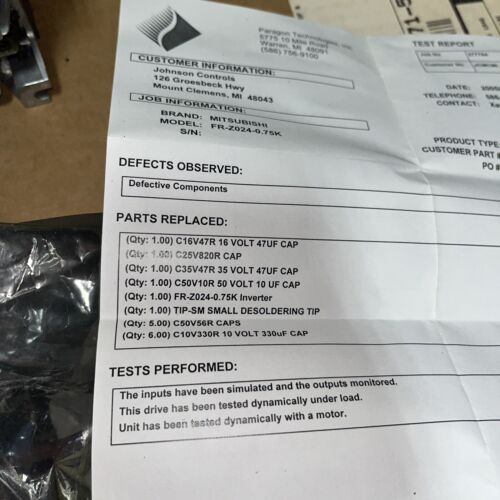 Paragon Technologies, Inc.
5775 10 Mile Road
Warren, MI 48091
(586) 756-9100
TEST REPORT
CUSTOMER INFORMATION:
Johnson Controls
126 Groesbeck Hwy
Mount Clemens, MI 48043
DATE:
TELEPHONE:
CONTACT:
JOB INFORMATION:
BRAND: MITSUBISHI
MODEL: FR-Z024-0.75K
S/N:
PRODUCT TYPE:
CUSTOMER PART #
PO #
DEFECTS OBSERVED:
Defective Components
PARTS REPLACED:
(Qty: 1.00) C16V47R 16 VOLT 47UF CAP
(Qty: 1.00) C25V820R CAP
(Qty: 1.00) C35V47R 35 VOLT 47UF CAP
(Qty: 1.00) C50V10R 50 VOLT 10 UF CAP
(Qty: 1.00) FR-Z024-0.75K Inverter
(Qty: 1.00) TIP-SM SMALL DESOLDERING TIP
(Qty: 5.00) C50V56R CAPS
(Qty: 6.00) C10V330R 10 VOLT 330uF CAP
TESTS PERFORMED:
The inputs have been simulated and the outputs monitored.
This drive has been tested dynamically under load.
Unit has been tested dynamically with a motor.